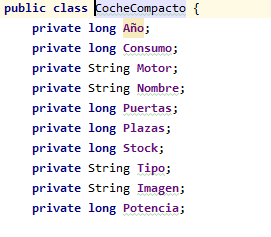 public class CocheCompacto {
private long Año;
private long Consumo;
private String Motor;
private String Nombre;
private long Puertas;
private long Plazas;
private long Stock;
private String Tipo;
private String Imagen;
private long Potencia;